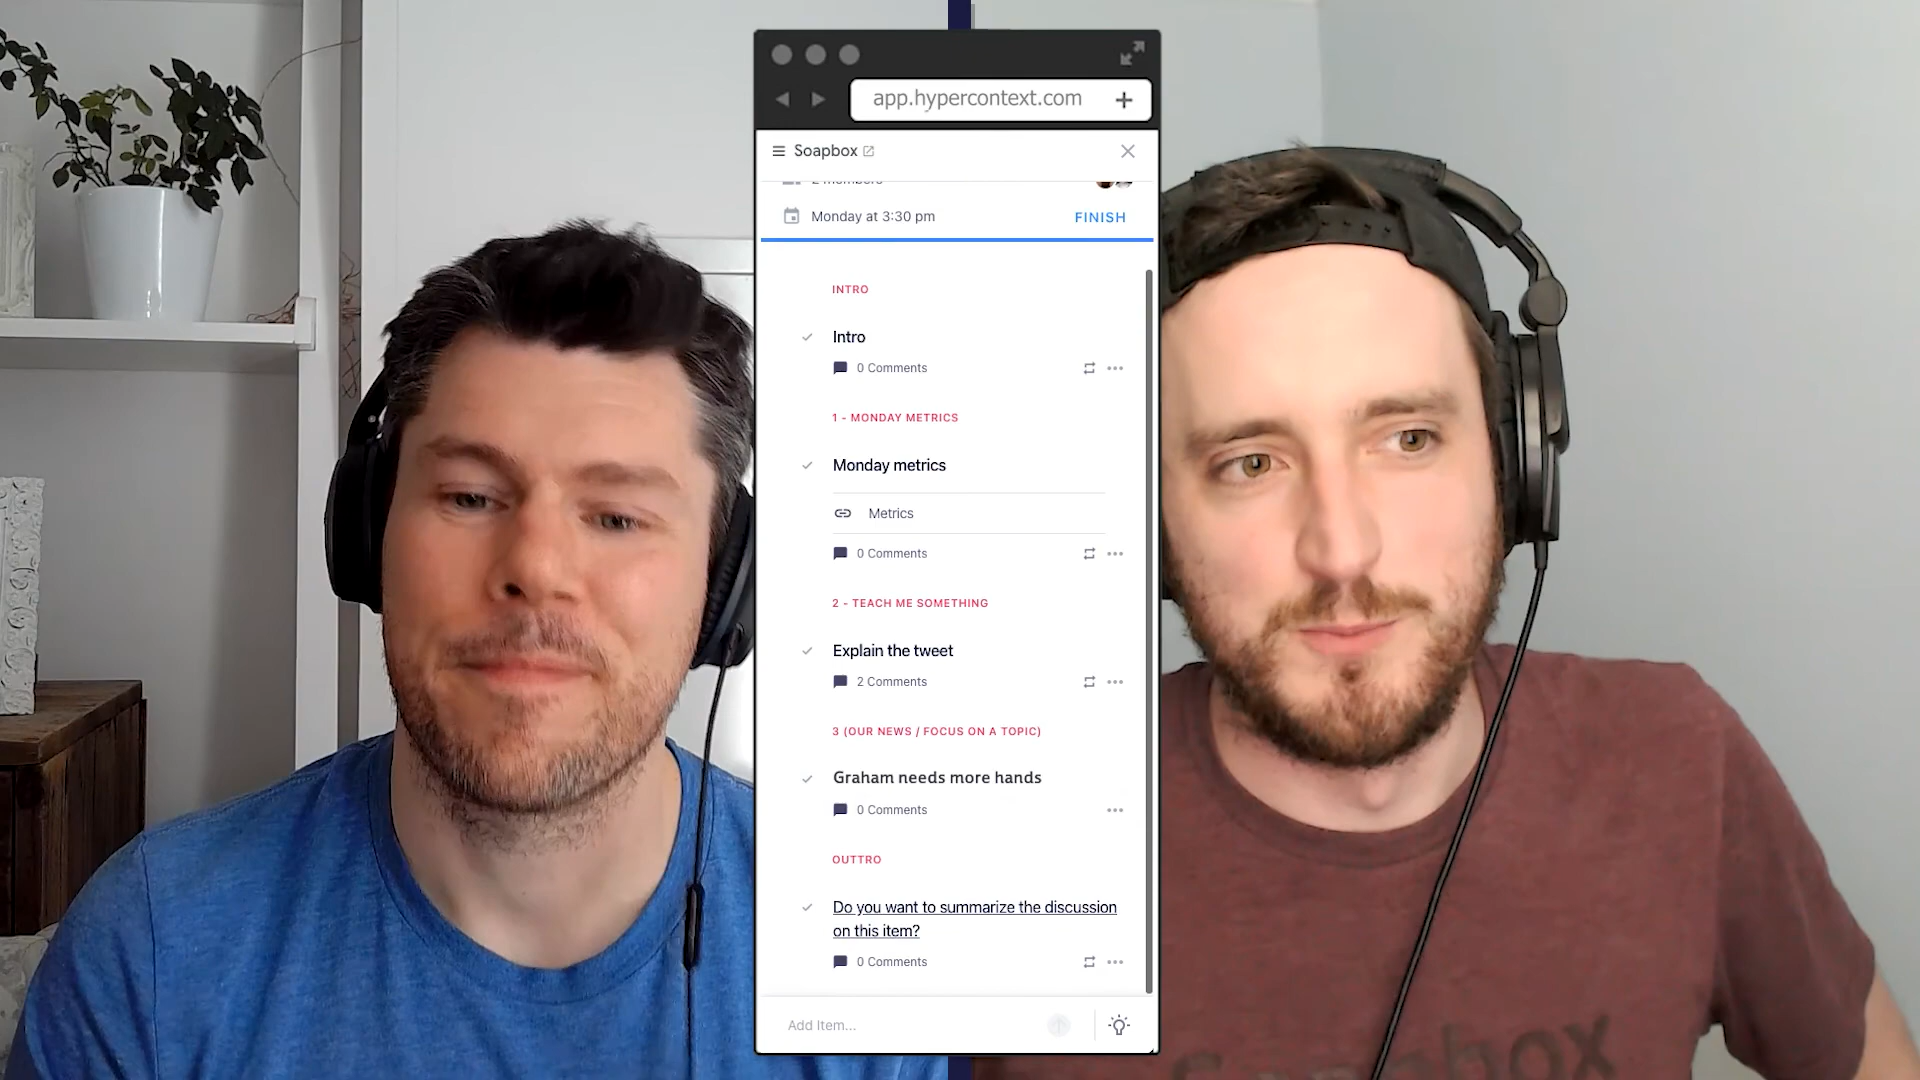 app.hypercontext.com
Soapbox
2 members
Monday at 3:30 pm
FINISH
INTRO
Intro
0 Comments
1 - MONDAY METRICS
Monday metrics
Metrics
0 Comments
2 - TEACH ME SOMETHING
Explain the tweet
2 Comments
3 (OUR NEWS / FOCUS ON A TOPIC)
Graham needs more hands
0 Comments
OUTTRO
Do you want to summarize the discussion
on this item?
0 Comments
Add Item...
Soapbox